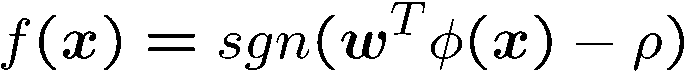 f(x) = sgn(w^T ϕ(x) − ρ)